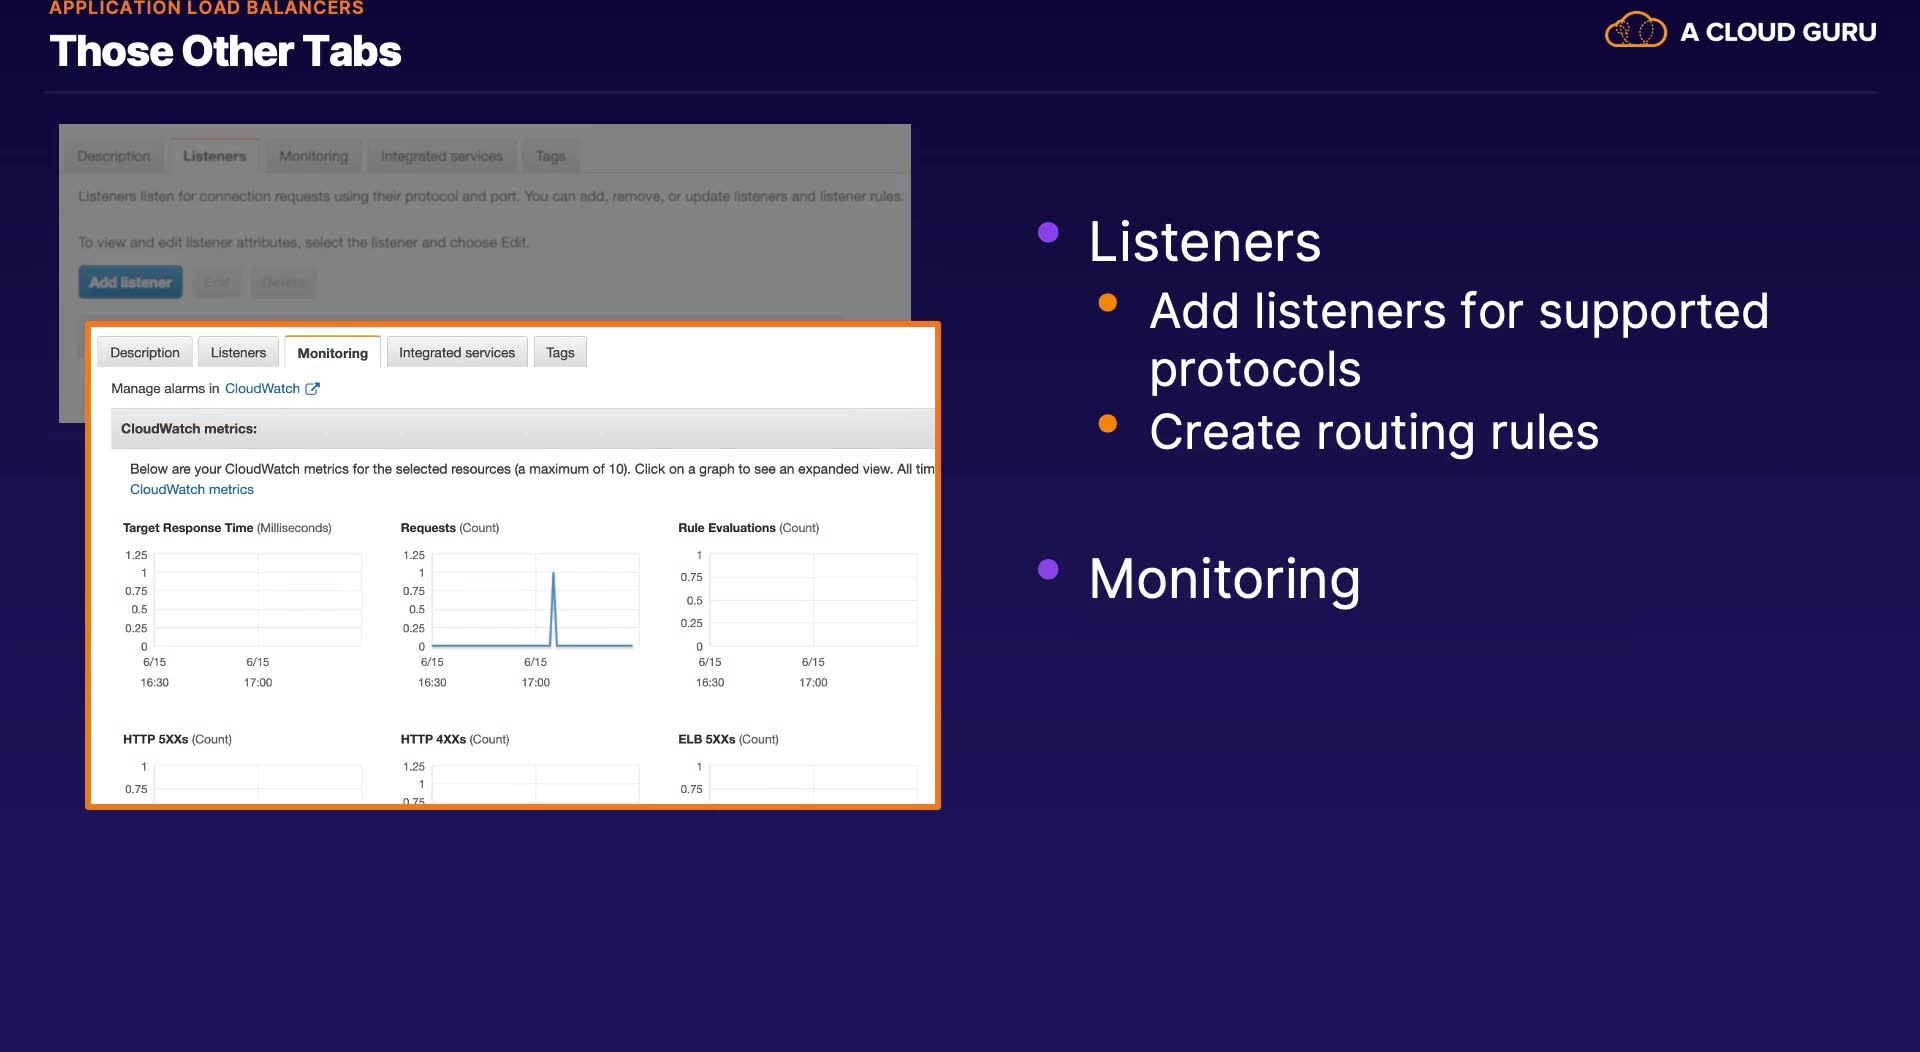 APPLICATION LOAD BALANCERS
Those Other Tabs
A CLOUD GURU
Description Listeners Monitoring Integrated services Tags
Listeners listen for connection requests using their protocol and port. You can add, remove, or update listeners and listener rules.
To view and edit listener attributes, select the listener and choose Edit.
Add listener Edit Delete
Description Listeners Monitoring Integrated services Tags
Manage alarms in CloudWatch
CloudWatch metrics:
Below are your CloudWatch metrics for the selected resources (a maximum of 10). Click on a graph to see an expanded view. All tim
CloudWatch metrics
Target Response Time (Milliseconds)
1.25
1
0.75
0.5
0.25
0
6/15 6/15
16:30 17:00
Requests (Count)
1.25
1
0.75
0.5
0.25
0
6/15 6/15
16:30 17:00
Rule Evaluations (Count)
1
0.75
0.5
0.25
0
6/15 6/15
16:30 17:00
HTTP 5XXs (Count)
1
0.75
HTTP 4XXs (Count)
1.25
1
0.75
ELB 5XXs (Count)
1
0.75
Listeners
Add listeners for supported
protocols
Create routing rules
Monitoring